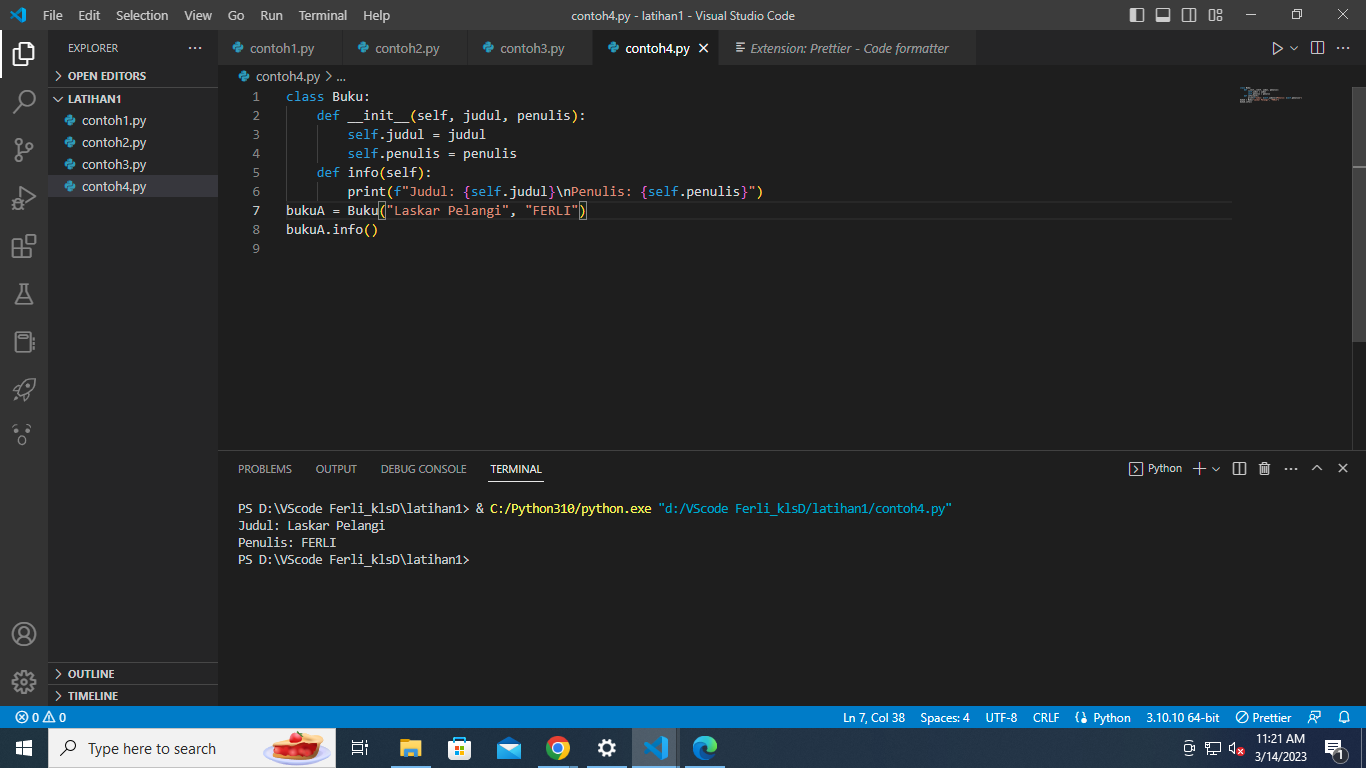 File Edit Selection View Go Run Terminal Help
contoh4.py - latihan1 - Visual Studio Code
EXPLORER
OPEN EDITORS
LATIHAN1
contoh1.py
contoh2.py
contoh3.py
contoh4.py
OUTLINE
TIMELINE
contoh1.py contoh2.py contoh3.py contoh4.py Extension: Prettier - Code formatter
contoh4.py > ...
1 class Buku:
2     def __init__(self, judul, penulis):
3         self.judul = judul
4         self.penulis = penulis
5     def info(self):
6         print(f"Judul: {self.judul}\nPenulis: {self.penulis}")
7 bukuA = Buku("Laskar Pelangi", "FERLI")
8 bukuA.info()
9
PROBLEMS OUTPUT DEBUG CONSOLE TERMINAL
Python
PS D:\VScode Ferli_klsD\latihan1> & C:/Python310/python.exe "d:/VScode Ferli_klsD/latihan1/contoh4.py"
Judul: Laskar Pelangi
Penulis: FERLI
PS D:\VScode Ferli_klsD\latihan1>
0 0 Ln 7, Col 38 Spaces: 4 UTF-8 CRLF Python 3.10.10 64-bit Prettier
Type here to search
11:21 AM
3/14/2023
1